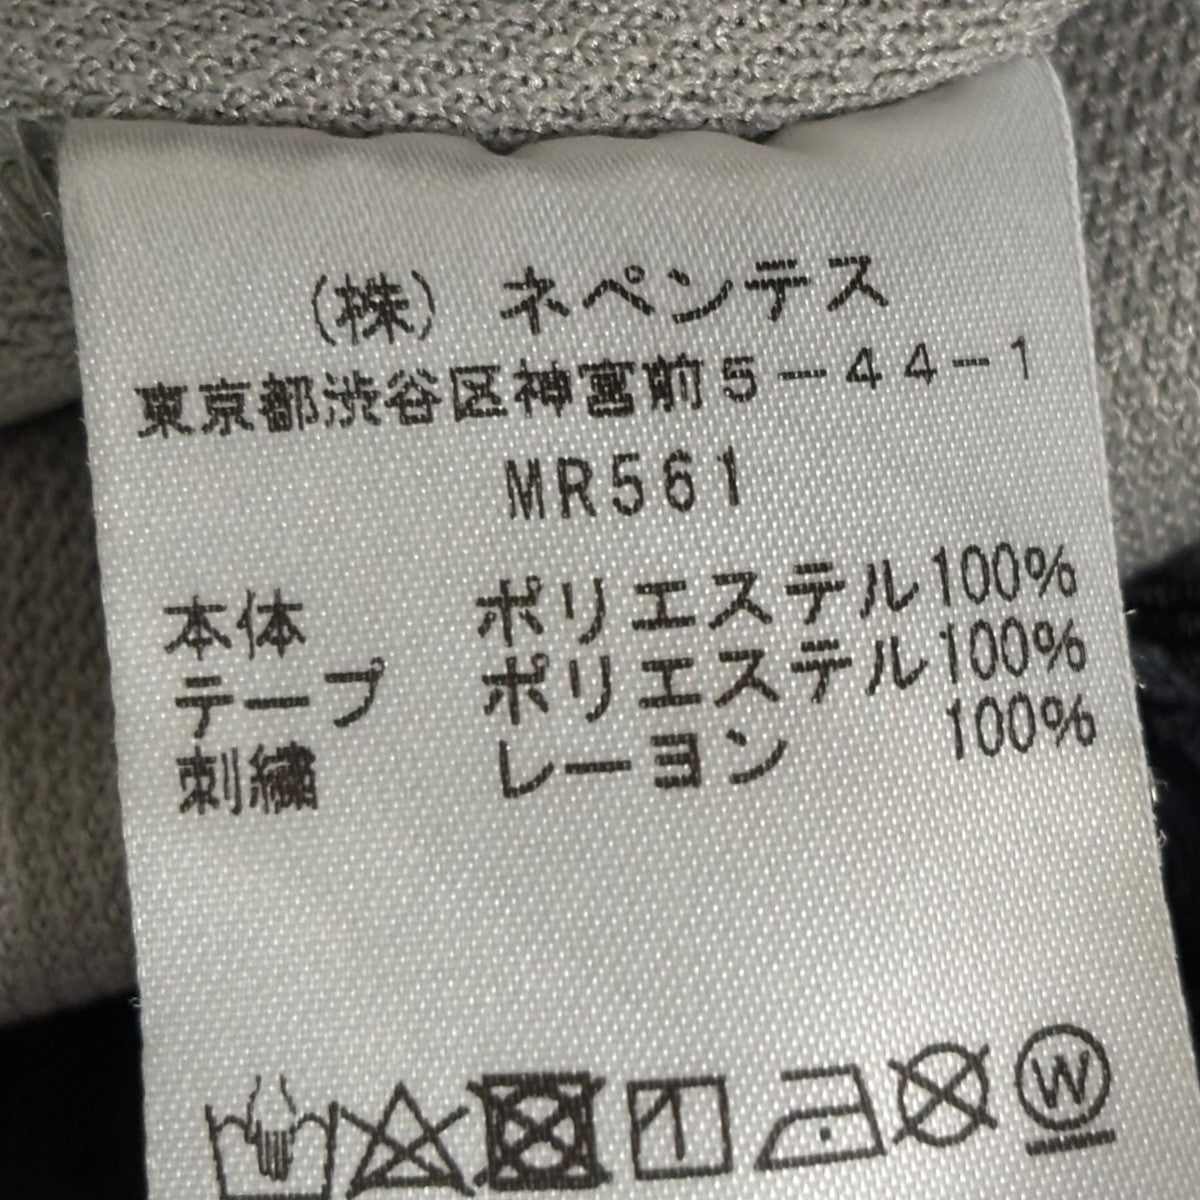 (株) ネペンテス
東京都渋谷区神宮前5-44-1
MR561
本体 ポリエステル100%
テープ ポリエステル100%
刺繍 レーヨン 100%
W